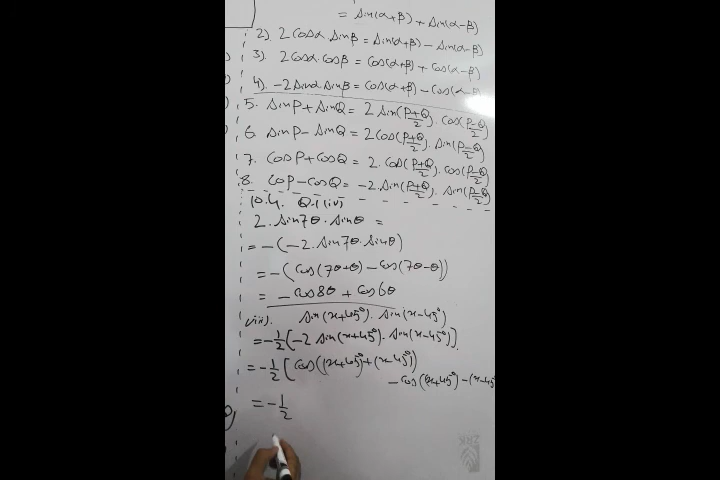 = Sin(α+β) + Sin(α-β)
2). 2 Cosα. Sinβ = Sin(α+β) - Sin(α-β)
3). 2 Cosα. Cosβ = Cos(α+β) + Cos(α-β)
4). -2 Sinα. Sinβ = Cos(α+β) - Cos(α-β)
5. SinP + SinQ = 2 Sin(P+Q/2). Cos(P-Q/2)
6. SinP - SinQ = 2 Cos(P+Q/2). Sin(P-Q/2)
7. CosP + CosQ = 2. Cos(P+Q/2). Cos(P-Q/2)
8. CoP - CosQ = -2. Sin(P+Q/2). Sin(P-Q/2)
10.4. Q.1(iv)
2. Sin7θ. Sinθ =
= -(-2. Sin7θ. Sinθ)
= -(Cos(7θ+θ) - Cos(7θ-θ))
= -Cos8θ + Cos6θ
viii). Sin(x+45°). Sin(x-45°)
= -1/2 [-2 Sin(x+45°). Sin(x-45°)]
= -1/2 [Cos((x+45°)+(x-45°))
- Cos((x+45°)-(x-45°
= -1/2
ZRK